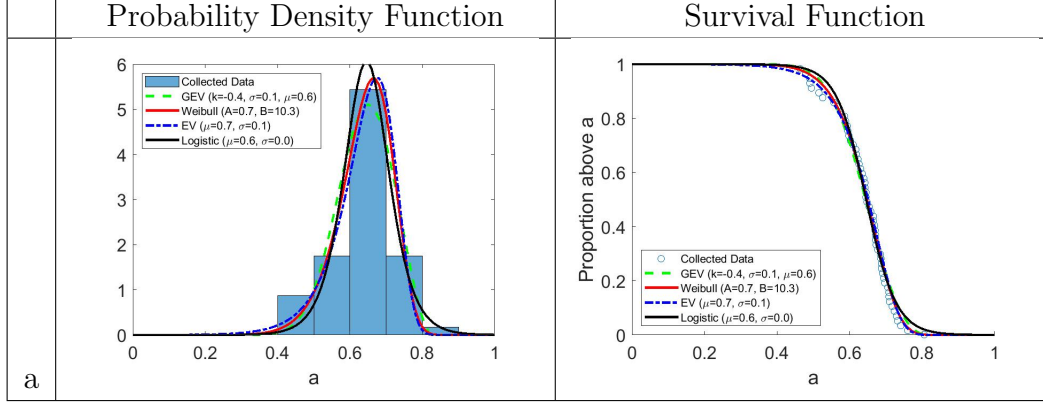 Probability Density Function
Survival Function
a
6
5
4
3
2
1
0
0
0.2
0.4
0.6
0.8
1
a
Collected Data
GEV (k=-0.4, σ=0.1, μ=0.6)
Weibull (A=0.7, B=10.3)
EV (μ=0.7, σ=0.1)
Logistic (μ=0.6, σ=0.0)
Proportion above a
1
0.8
0.6
0.4
0.2
0
0
0.2
0.4
0.6
0.8
1
a
Collected Data
GEV (k=-0.4, σ=0.1, μ=0.6)
Weibull (A=0.7, B=10.3)
EV (μ=0.7, σ=0.1)
Logistic (μ=0.6, σ=0.0)